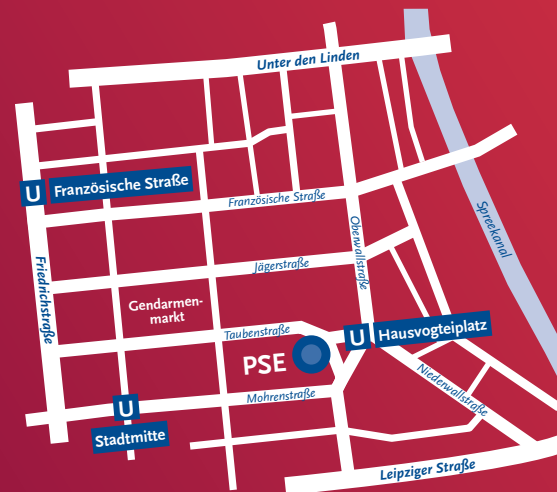 Unter den Linden
U Französische Straße
Französische Straße
Oberwallstraße
Spreekanal
Friedrichstraße
Jägerstraße
Gendarmen-
markt
Taubenstraße
U Hausvogteiplatz
PSE
Niederwallstraße
Mohrenstraße
U
Stadtmitte
Leipziger Straße